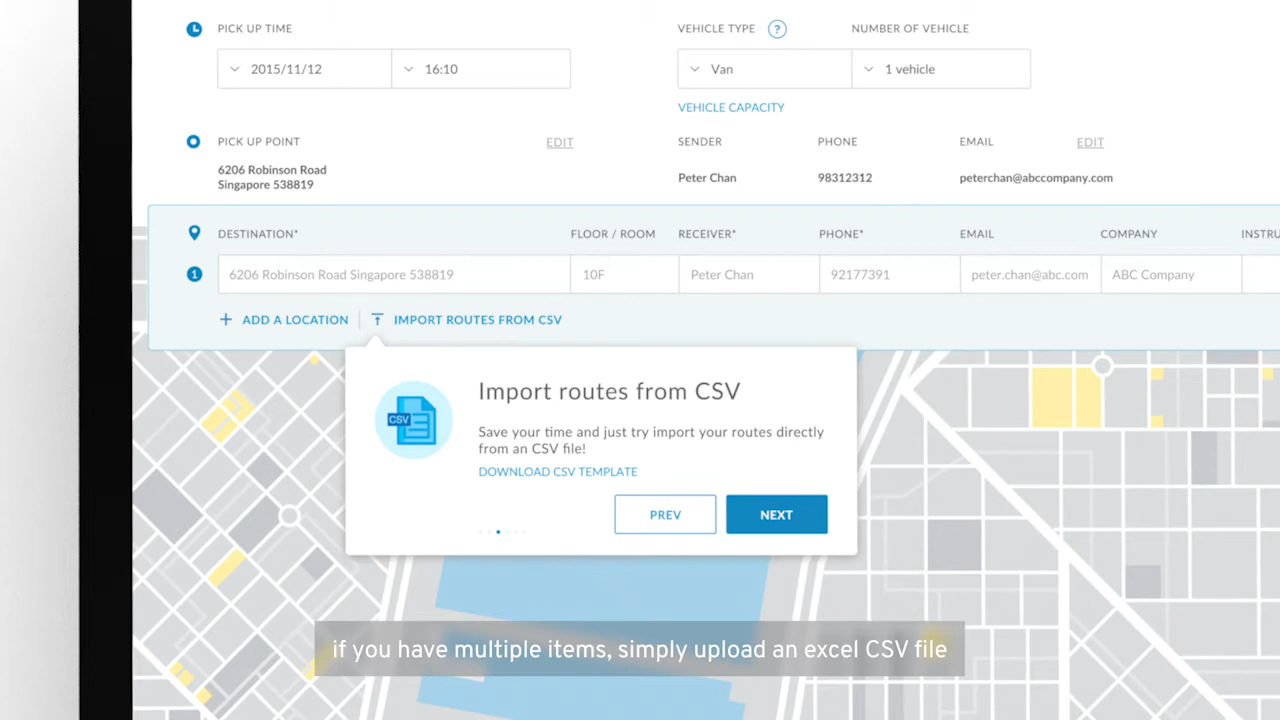 PICK UP TIME
VEHICLE TYPE ? NUMBER OF VEHICLE
2015/11/12 16:10 Van 1 vehicle
VEHICLE CAPACITY
PICK UP POINT EDIT SENDER PHONE EMAIL EDIT
6206 Robinson Road
Singapore 538819
Peter Chan 98312312 peterchan@abccompany.com
DESTINATION* FLOOR / ROOM RECEIVER* PHONE* EMAIL COMPANY INSTRU
1 6206 Robinson Road Singapore 538819 10F Peter Chan 92177391 peter.chan@abc.com ABC Company
+ ADD A LOCATION IMPORT ROUTES FROM CSV
Import routes from CSV
CSV
Save your time and just try import your routes directly
from an CSV file!
DOWNLOAD CSV TEMPLATE
PREV NEXT
if you have multiple items, simply upload an excel CSV file